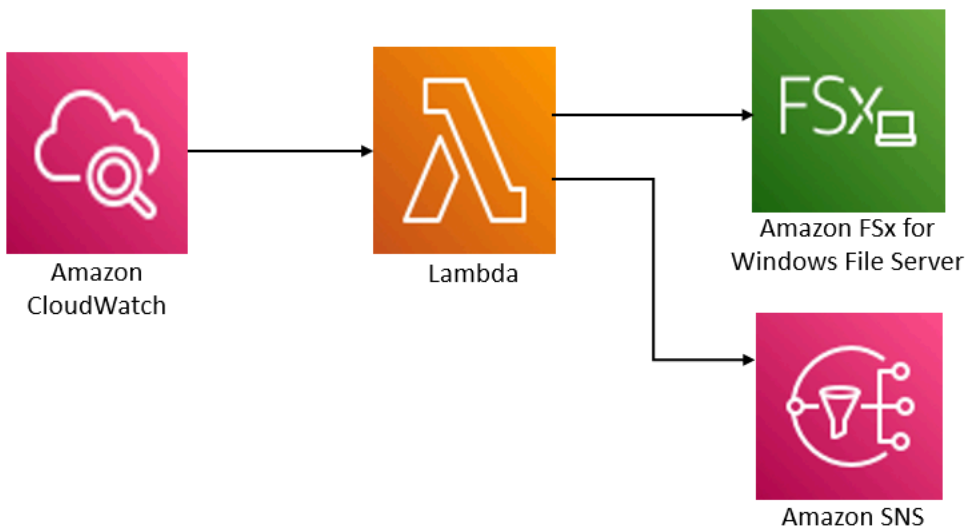 Amazon
CloudWatch
Lambda
FSx
Amazon FSx for
Windows File Server
Amazon SNS